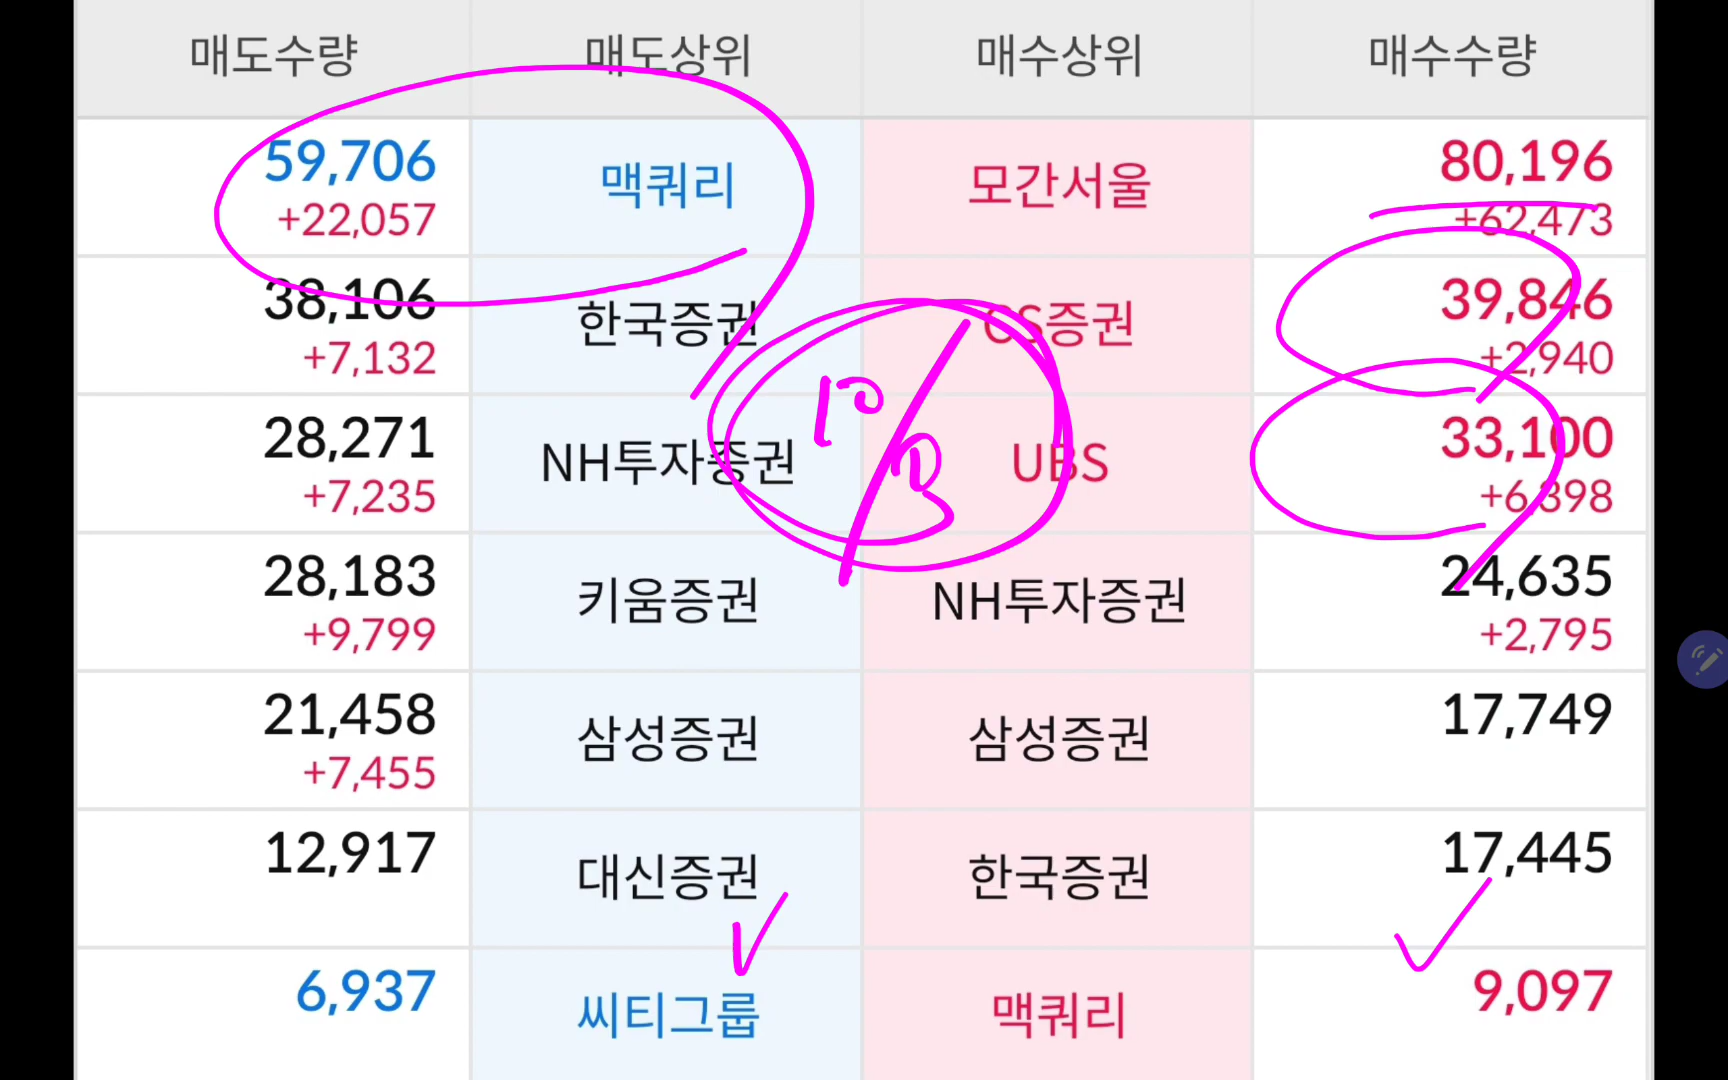 매도수량 매도상위 매수상위 매수수량
59,706 맥쿼리 모간서울 80,196
+22,057 +62,473
38,106 한국증권 CS증권 39,846
+7,132 +2,940
28,271 NH투자증권 UBS 33,100
+7,235 +6,398
28,183 키움증권 NH투자증권 24,635
+9,799 +2,795
21,458 삼성증권 삼성증권 17,749
+7,455
12,917 대신증권 한국증권 17,445
6,937 씨티그룹 맥쿼리 9,097